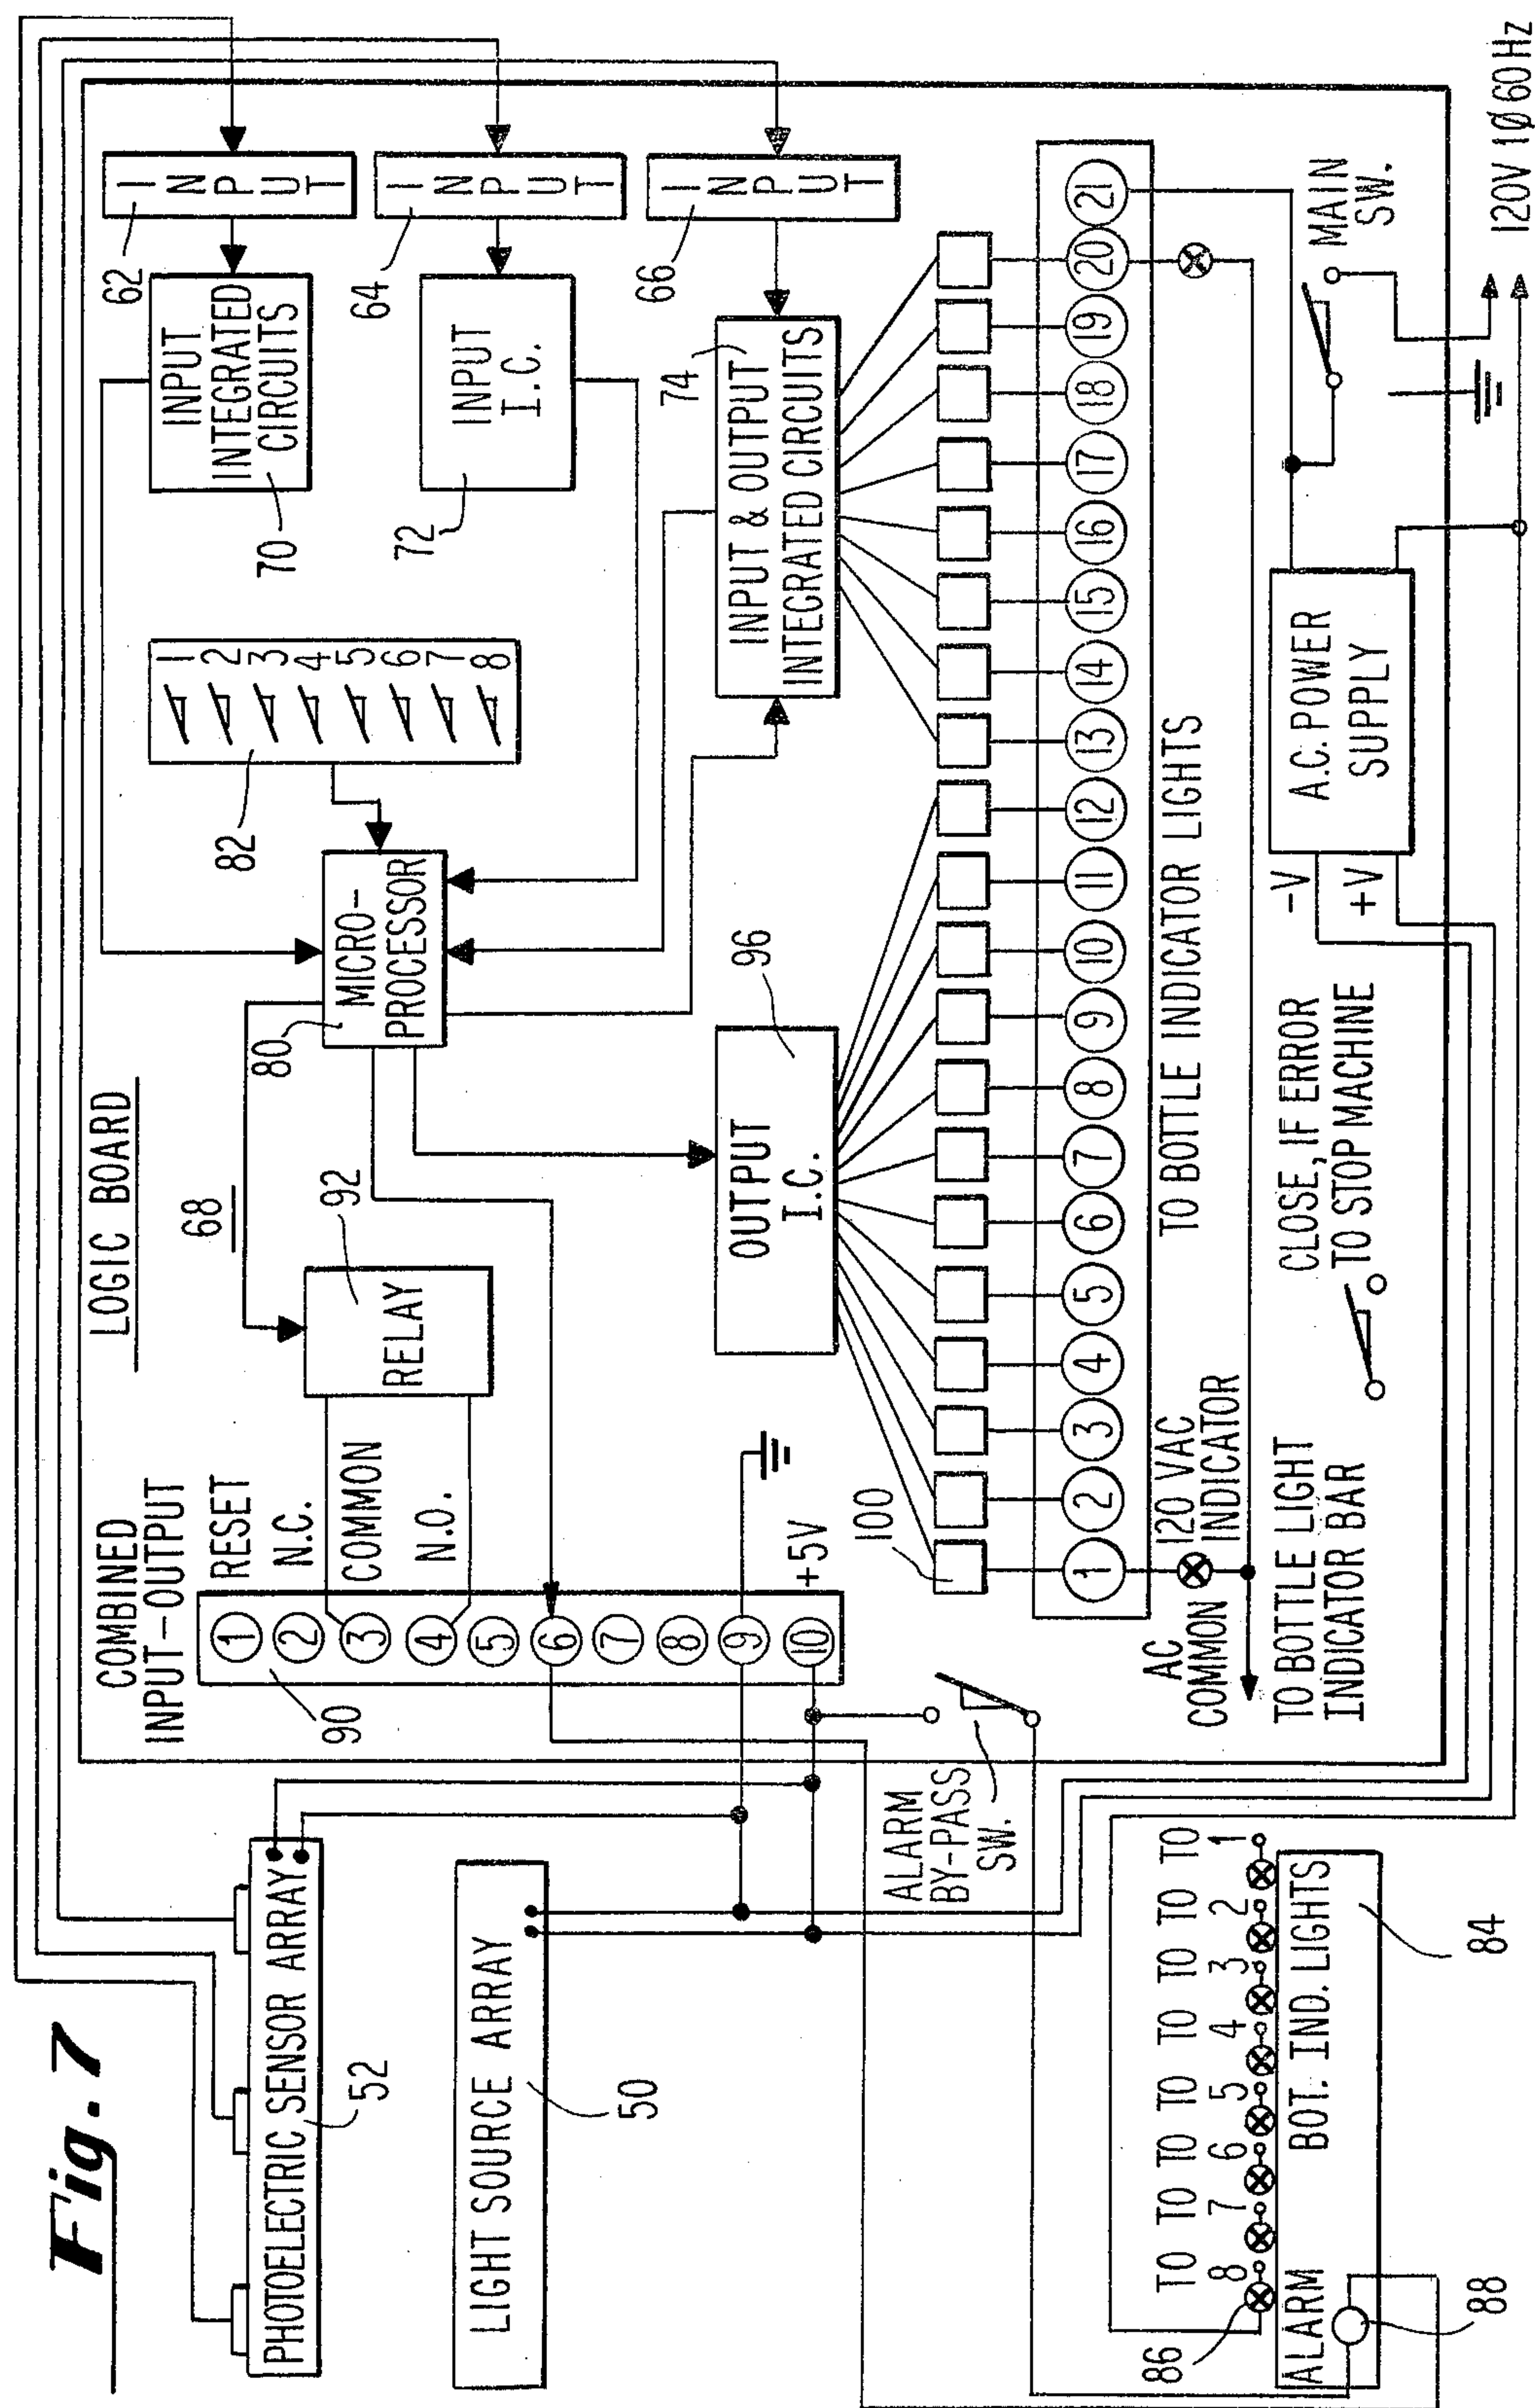 Fig. 7
PHOTOELECTRIC SENSOR ARRAY
52
LIGHT SOURCE ARRAY
50
LOGIC BOARD
68
COMBINED
INPUT-OUTPUT
RESET
N.C.
COMMON
N.O.
+5V
1
2
3
4
5
6
7
8
9
10
90
RELAY
92
MICRO-
PROCESSOR
80
1
2
3
4
5
6
7
8
82
INPUT
INTEGRATED
CIRCUITS
70
INPUT
62
INPUT
I.C.
72
INPUT
64
INPUT & OUTPUT
INTEGRATED CIRCUITS
74
INPUT
66
OUTPUT
I.C.
96
100
1
2
3
4
5
6
7
8
9
10
11
12
13
14
15
16
17
18
19
20
21
TO BOTTLE INDICATOR LIGHTS
AC
COMMON
120 VAC
INDICATOR
TO BOTTLE LIGHT
INDICATOR BAR
CLOSE, IF ERROR
TO STOP MACHINE
-V
+V
A.C. POWER
SUPPLY
MAIN
SW.
120V 1Ø 60 Hz
ALARM
BY-PASS
SW.
TO TO TO TO TO TO TO TO
8 7 6 5 4 3 2 1
86
ALARM
BOT. IND. LIGHTS
88
84